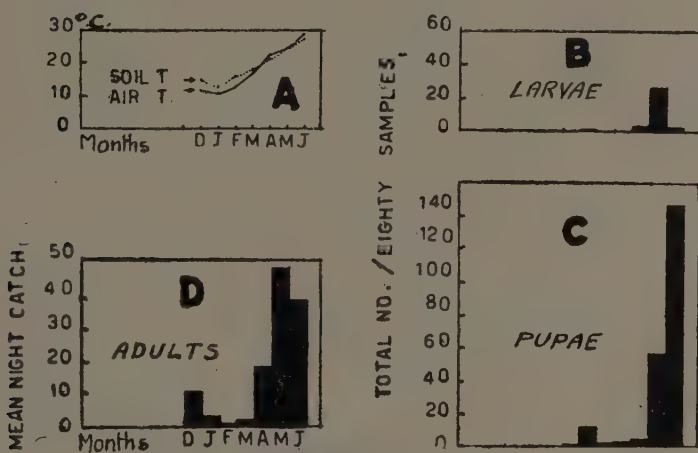 30°C.
20
10
0
SOIL T.
AIR T.
A
Months D J F M A M J
SAMPLES,
60
40
20
0
B
LARVAE
MEAN NIGHT CATCH,
50
40
30
20
10
0
D
ADULTS
Months D J F M A M J
TOTAL NO. /EIGHTY
140
120
100
80
60
40
20
0
C
PUPAE